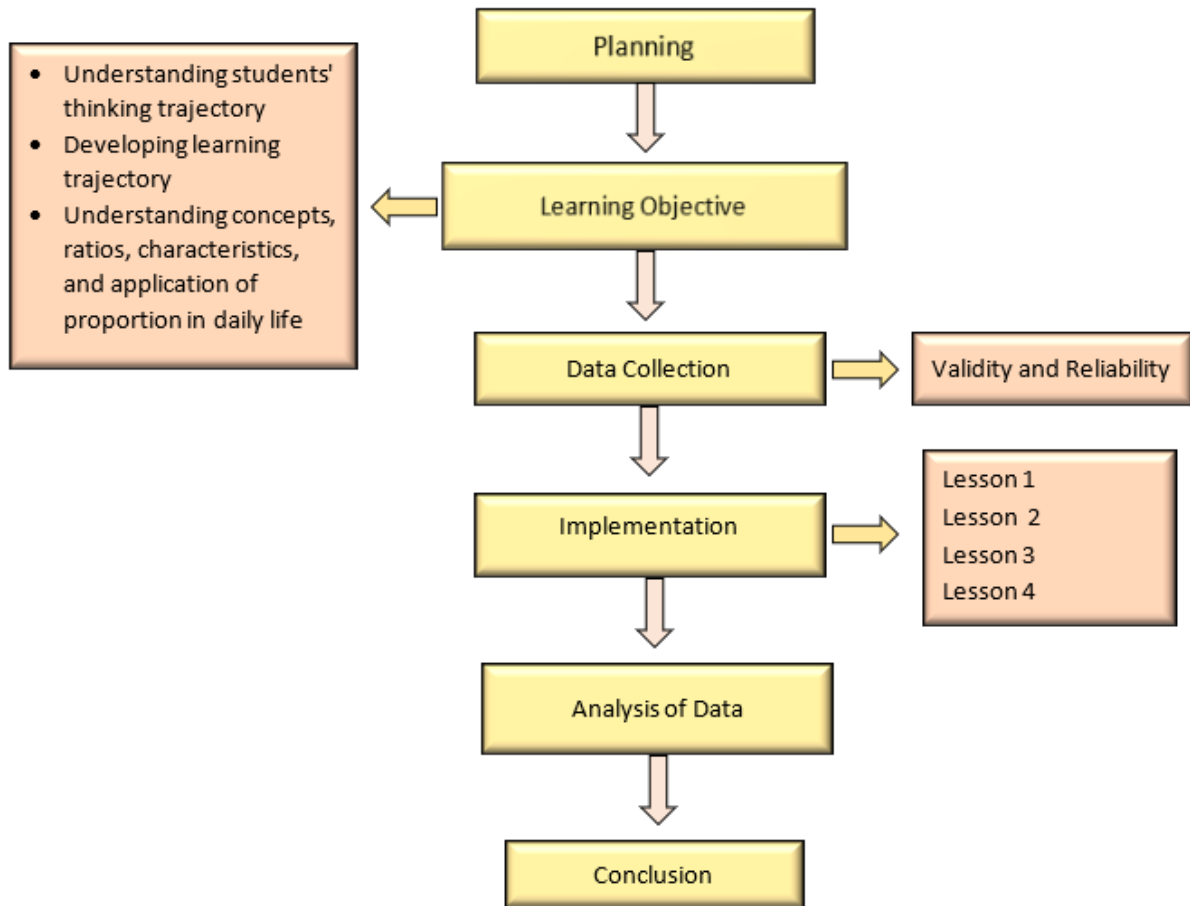 Planning
• Understanding students'
thinking trajectory
• Developing learning
trajectory
• Understanding concepts,
ratios, characteristics,
and application of
proportion in daily life
Learning Objective
Data Collection
Validity and Reliability
Implementation
Lesson 1
Lesson 2
Lesson 3
Lesson 4
Analysis of Data
Conclusion